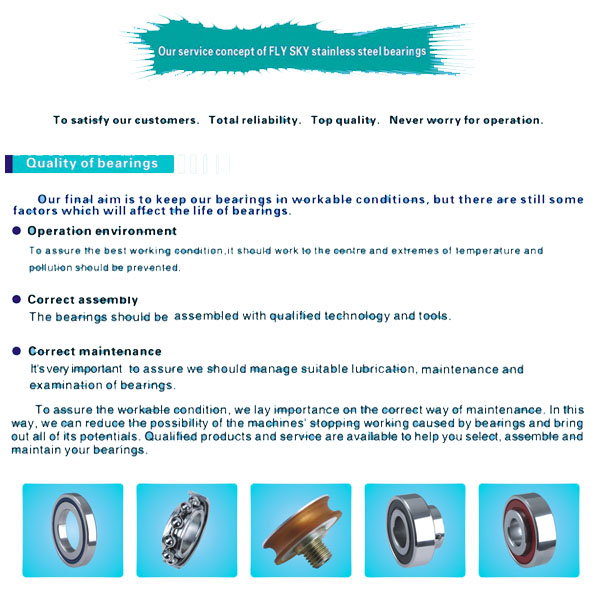 Our service concept of FLY SKY stainless steel bearings
To satisfy our customers. Total reliability. Top quality. Never worry for operation.
Quality of bearings
Our final aim is to keep our bearings in workable conditions, but there are still some
factors which will affect the life of bearings.
Operation environment
To assure the best working condition,it should work to the centre and extremes of temperature and
pollution should be prevented.
Correct assembly
The bearings should be assembled with qualified technology and tools.
Correct maintenance
It's very important to assure we should manage suitable lubrication, maintenance and
examination of bearings.
To assure the workable condition, we lay importance on the correct way of maintenance. In this
way, we can reduce the possibility of the machines' stopping working caused by bearings and bring
out all of its potentials. Qualified products and service are available to help you select, assemble and
maintain your bearings.